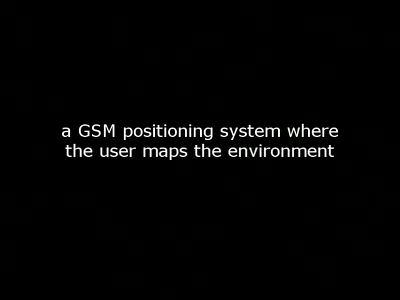 a GSM positioning system where
the user maps the environment